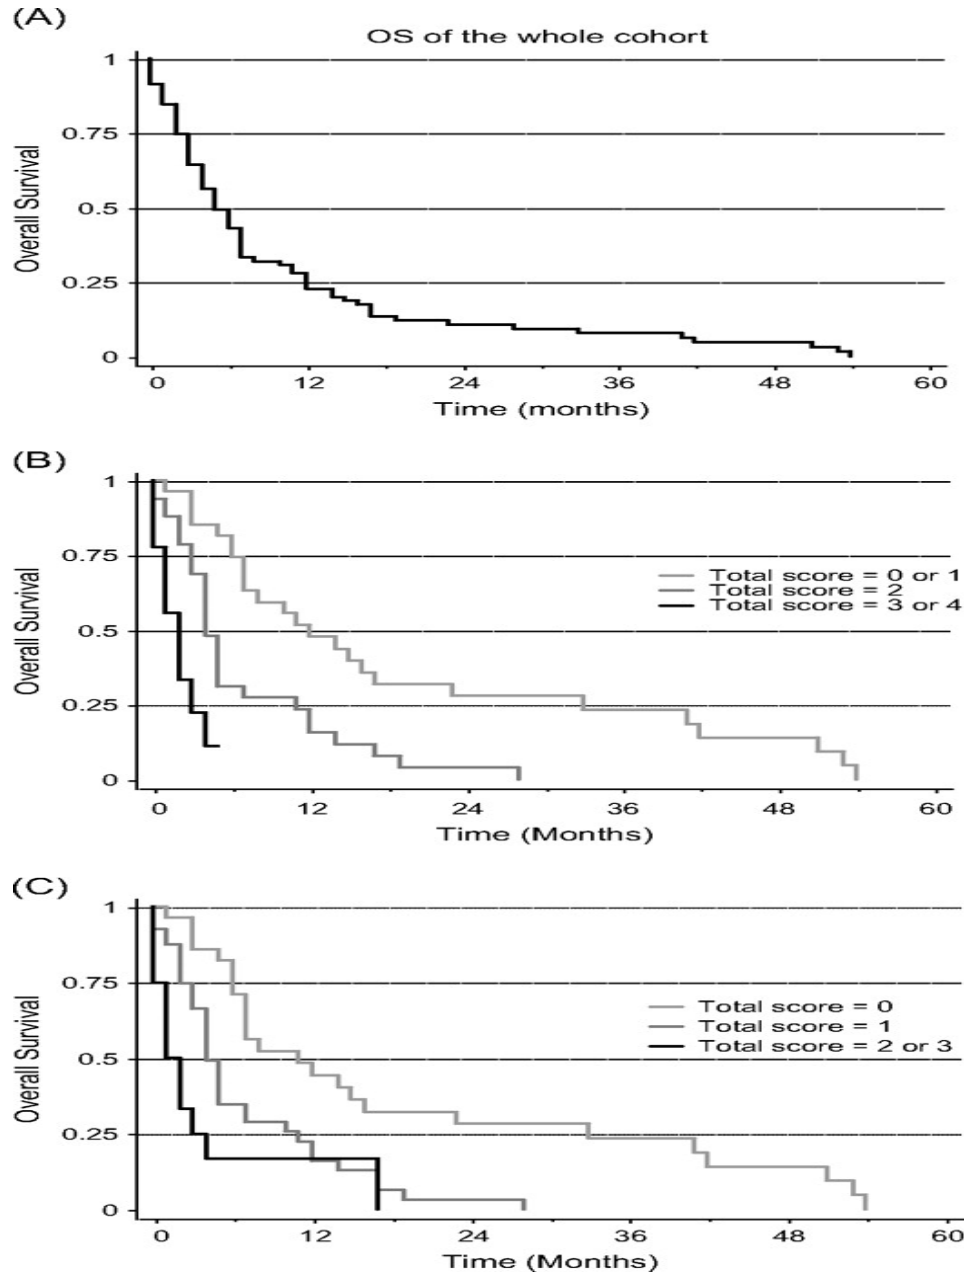 (A)
OS of the whole cohort
1
0.75
0.5
0.25
0
Overall Survival
0 12 24 36 48 60
Time (months)
(B)
1
0.75
0.5
0.25
0
Overall Survival
Total score = 0 or 1
Total score = 2
Total score = 3 or 4
0 12 24 36 48 60
Time (Months)
(C)
1
0.75
0.5
0.25
0
Overall Survival
Total score = 0
Total score = 1
Total score = 2 or 3
0 12 24 36 48 60
Time (Months)